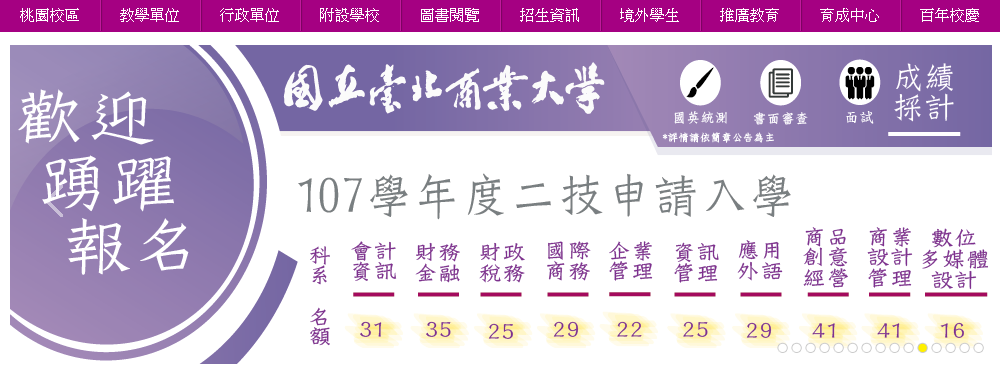 桃園校區 教學單位 行政單位 附設學校 圖書閱覽 招生資訊 境外學生 推廣教育 育成中心 百年校慶
歡迎
踴躍
報名
國立臺北商業大學
國英統測 書面審查 面試
*詳情請依簡章公告為主
成績
採計
107學年度二技申請入學
科系 會計資訊 財務金融 財政稅務 國際商務 企業管理 資訊管理 應用外語 商品創意經營 商業設計管理 數位多媒體設計
名額 31 35 25 29 22 25 29 41 41 16